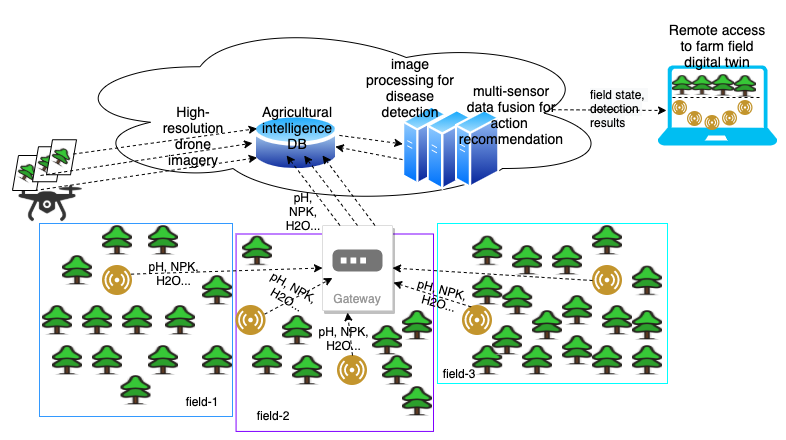 Remote access
to farm field
digital twin
image
processing for
disease
detection
multi-sensor
data fusion for
action
recommendation
field state,
detection
results
High-
resolution
drone
imagery
Agricultural
intelligence
DB
pH,
NPK,
H2O...
pH, NPK,
H2O...
pH, NPK,
H2O...
pH, NPK,
H2O...
pH, NPK,
H2O...
Gateway
field-1
field-2
field-3